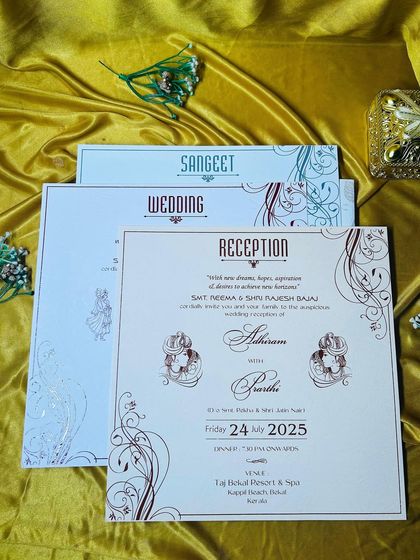 SANGEET
WEDDING
RECEPTION
"With new dreams, hopes, aspiration
& desires to achieve new horizons"
SMT. REEMA & SHRI RAJESH BAJAJ
cordially invite you and your family to the auspicious
wedding reception of
Adhiram
WITH
Prarthi
(D/o Smt. Rekha & Shri Jatin Nair)
Friday 24 July 2025
DINNER : 7:30 P.M ONWARDS
VENUE :
Taj Bekal Resort & Spa
Kappil Beach, Bekal
Kerala